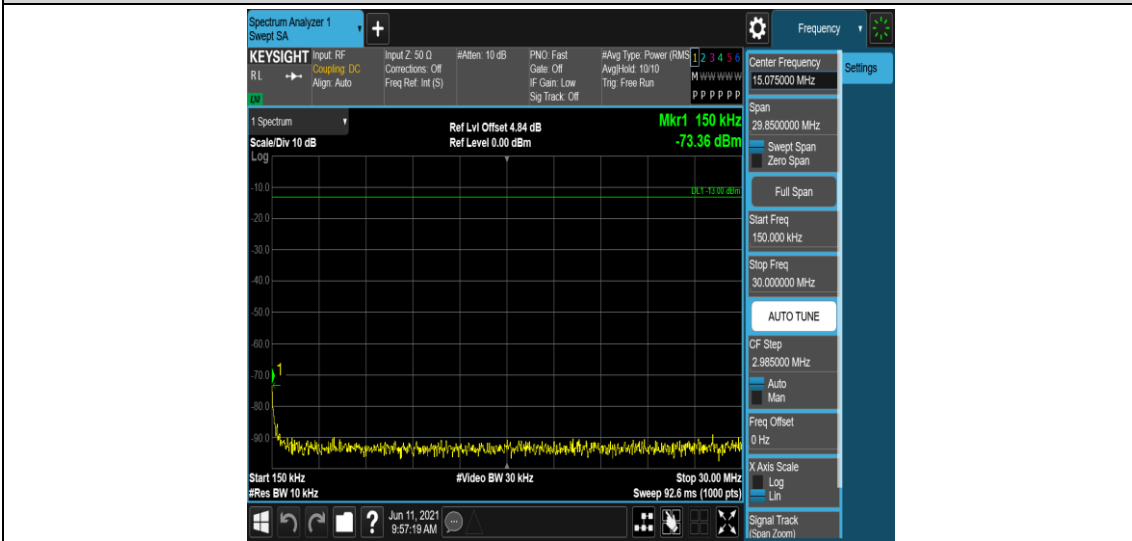 Spectrum Analyzer 1
Swept SA
Frequency
KEYSIGHT
RL
LXI
Input: RF
Coupling: DC
Align: Auto
Input Z: 50 Ω
Corrections: Off
Freq Ref: Int (S)
#Atten: 10 dB
PNO: Fast
Gate: Off
IF Gain: Low
Sig Track: Off
#Avg Type: Power (RMS
Avg|Hold: 10/10
Trig: Free Run
1 2 3 4 5 6
M W W W W W
P P P P P P
1 Spectrum
Scale/Div 10 dB
Log
Ref Lvl Offset 4.84 dB
Ref Level 0.00 dBm
Mkr1 150 kHz
-73.36 dBm
DL1 -13.00 dBm
-10.0
-20.0
-30.0
-40.0
-50.0
-60.0
-70.0
1
-80.0
-90.0
Start 150 kHz
#Video BW 30 kHz
Stop 30.00 MHz
#Res BW 10 kHz
Sweep 92.6 ms (1000 pts)
Jun 11, 2021
9:57:19 AM
Center Frequency
15.075000 MHz
Settings
Span
29.8500000 MHz
Swept Span
Zero Span
Full Span
Start Freq
150.000 kHz
Stop Freq
30.000000 MHz
AUTO TUNE
CF Step
2.985000 MHz
Auto
Man
Freq Offset
0 Hz
X Axis Scale
Log
Lin
Signal Track
(Span Zoom)